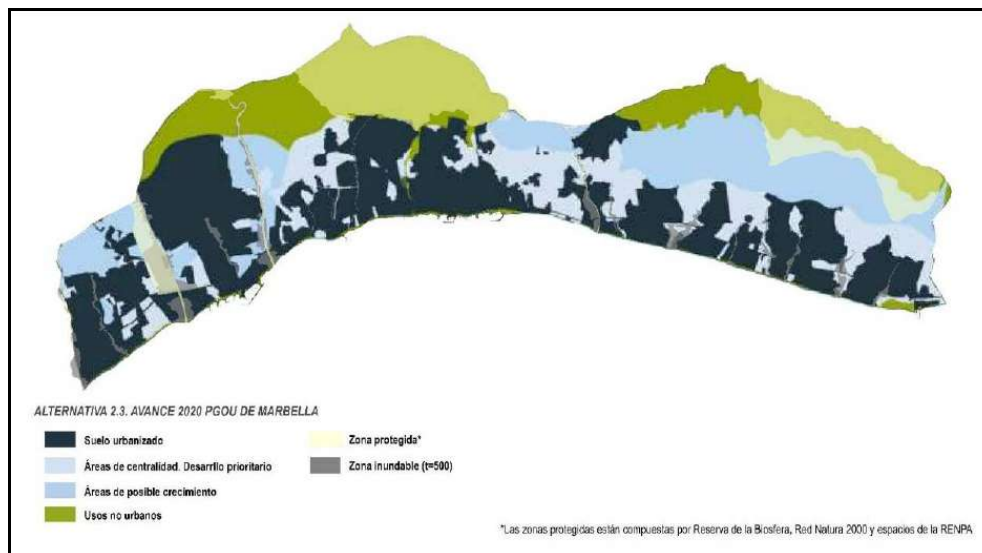 ALTERNATIVA 2.3. AVANCE 2020 PGOU DE MARBELLA
Suelo urbanizado
Áreas de centralidad. Desarrllo prioritario
Áreas de posible crecimiento
Usos no urbanos
Zona protegida*
Zona inundable (t=500)
*Las zonas protegidas están compuestas por Reserva de la Biosfera, Red Natura 2000 y espacios de la RENPA